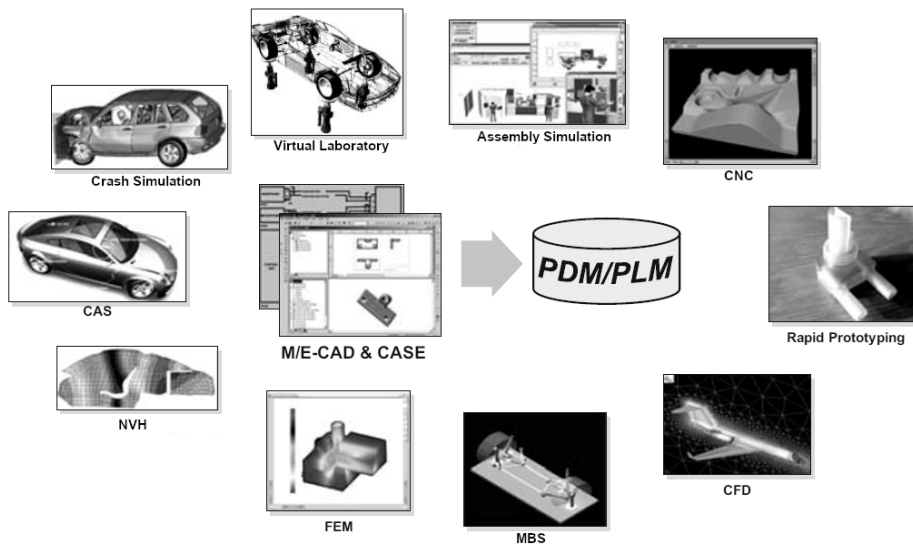 Virtual Laboratory
Assembly Simulation
Crash Simulation
CNC
CAS
PDM/PLM
M/E-CAD & CASE
Rapid Prototyping
NVH
FEM
MBS
CFD